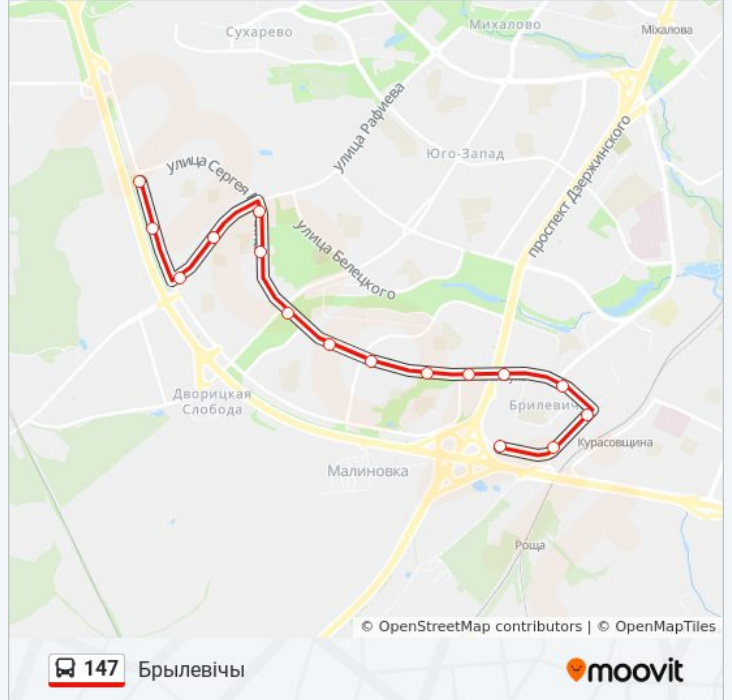 Сухарево
Михалово
Міхалова
улица Рафиева
Юго-Запад
проспект Дзержинского
улица Сергея
улица Белецкого
Дворицкая
Слобода
Брилевич
Курасовщина
Малиновка
Роща
© OpenStreetMap contributors | © OpenMapTiles
147 Брылевічы
moovit